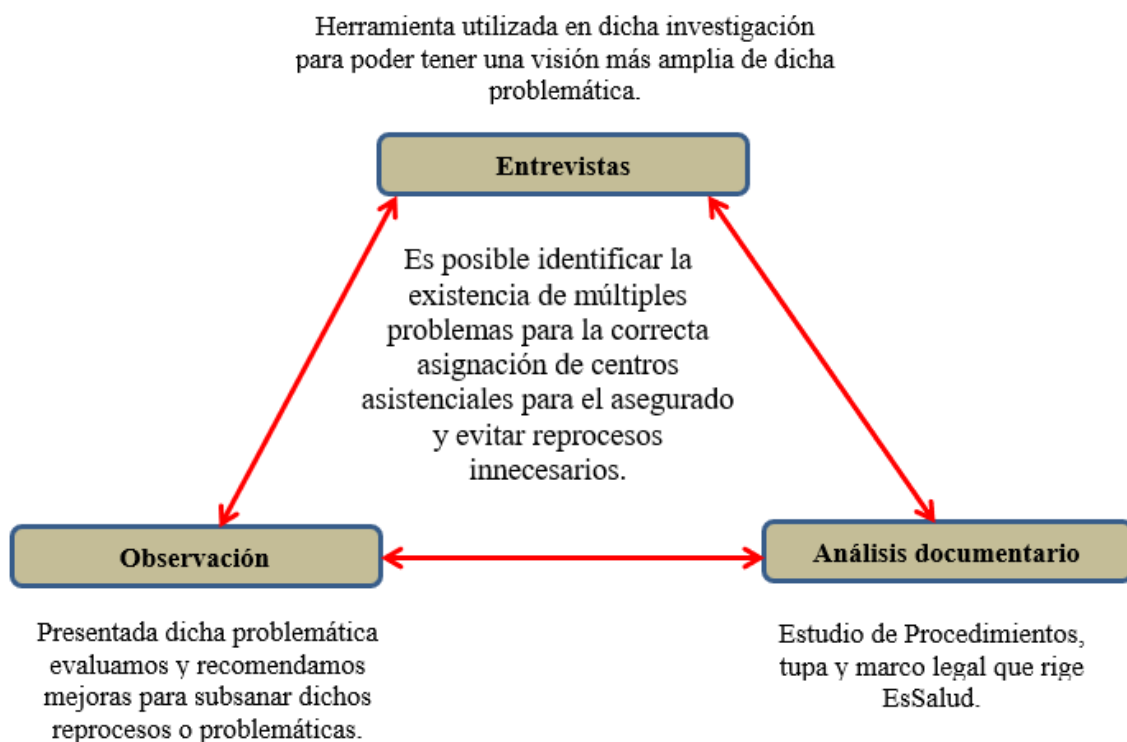 Herramienta utilizada en dicha investigación
para poder tener una visión más amplia de dicha
problemática.
Entrevistas
Es posible identificar la
existencia de múltiples
problemas para la correcta
asignación de centros
asistenciales para el asegurado
y evitar reprocesos
innecesarios.
Observación
Análisis documentario
Presentada dicha problemática
evaluamos y recomendamos
mejoras para subsanar dichos
reprocesos o problemáticas.
Estudio de Procedimientos,
tupa y marco legal que rige
EsSalud.